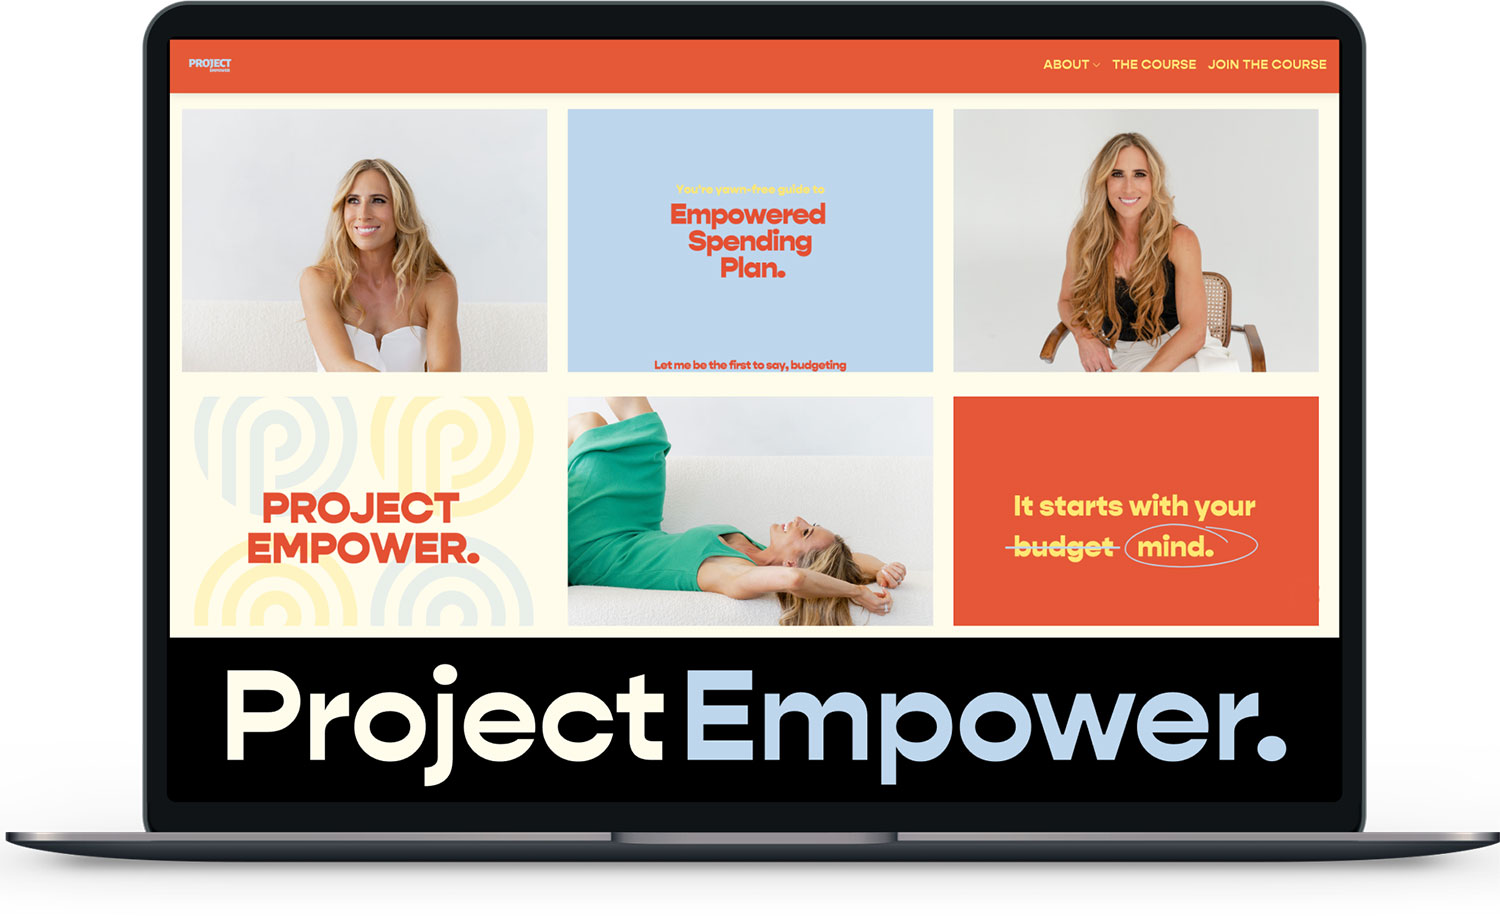 PROJECT
EMPOWER
ABOUT THE COURSE JOIN THE COURSE
You're yawn-free guide to
Empowered
Spending
Plan.
Let me be the first to say, budgeting
PROJECT
EMPOWER.
It starts with your
budget mind.
Project Empower.